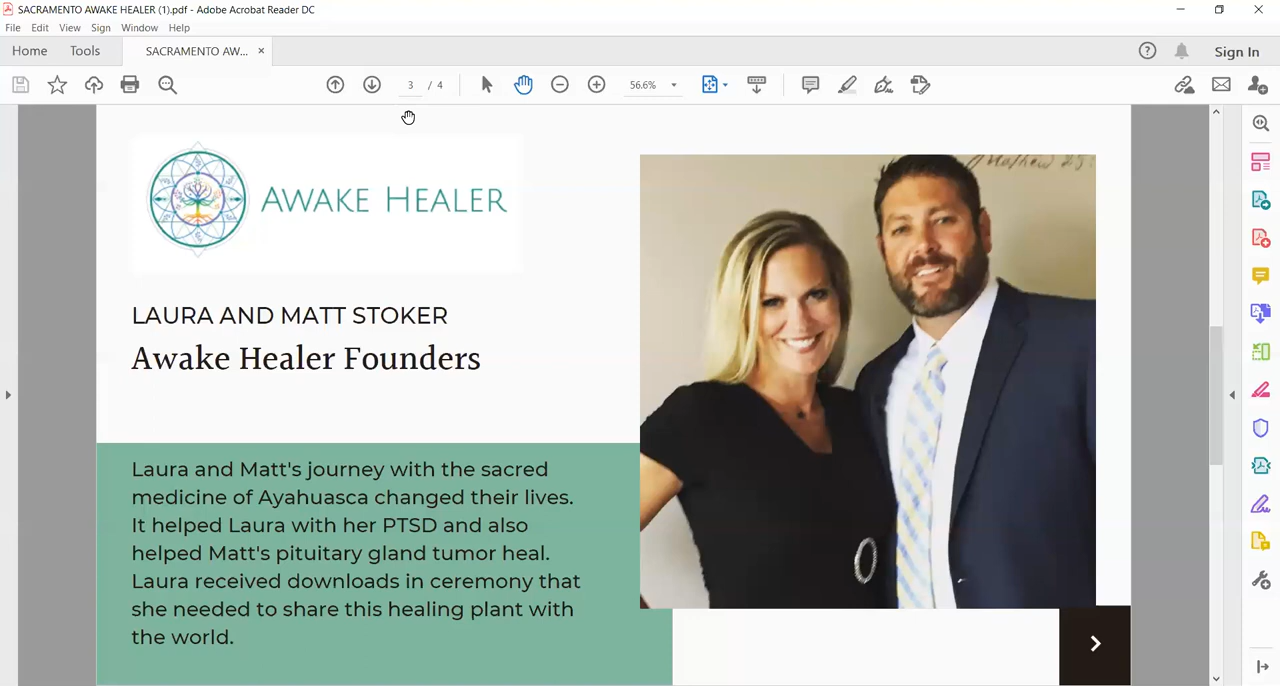 SACRAMENTO AWAKE HEALER (1).pdf - Adobe Acrobat Reader DC
File Edit View Sign Window Help
Home Tools SACRAMENTO AW... × Sign In
3 / 4 56.6%
AWAKE HEALER
LAURA AND MATT STOKER
Awake Healer Founders
Laura and Matt's journey with the sacred
medicine of Ayahuasca changed their lives.
It helped Laura with her PTSD and also
helped Matt's pituitary gland tumor heal.
Laura received downloads in ceremony that
she needed to share this healing plant with
the world.